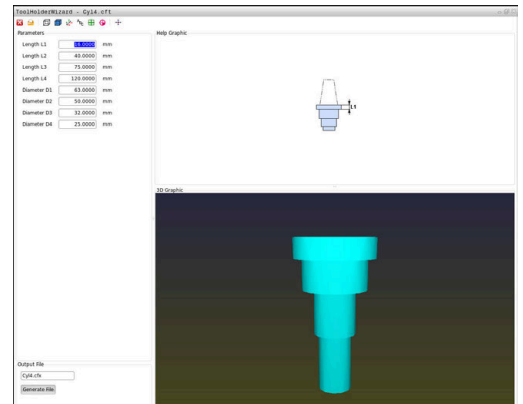 ToolHolderWizard - Cyl4.cft
Parameters
Length L1 mm
Length L2 40.0000 mm
Length L3 75.0000 mm
Length L4 120.0000 mm
Diameter D1 63.0000 mm
Diameter D2 50.0000 mm
Diameter D3 32.0000 mm
Diameter D4 25.0000 mm
Output File
Cyl4.cfx
Generate File
Help Graphic
L1
3D Graphic